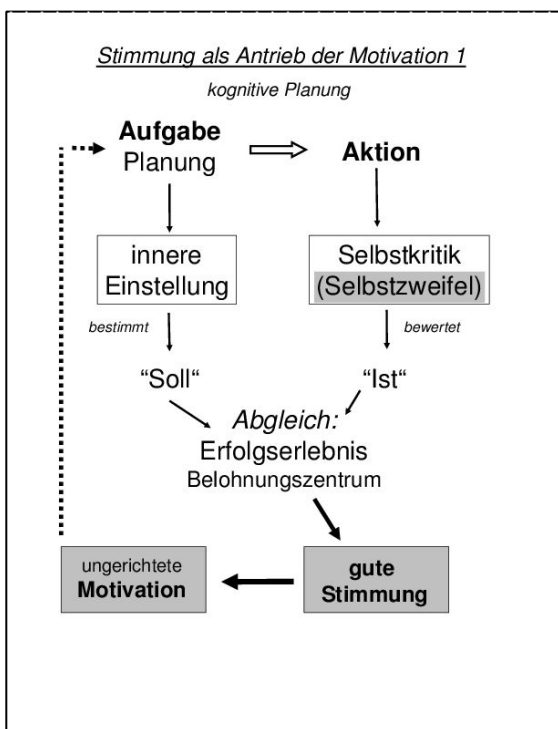 Stimmung als Antrieb der Motivation 1
kognitive Planung
Aufgabe
Planung
Aktion
innere
Einstellung
Selbstkritik
(Selbstzweifel)
bestimmt
bewertet
“Soll“
“Ist“
Abgleich:
Erfolgserlebnis
Belohnungszentrum
ungerichtete
Motivation
gute
Stimmung